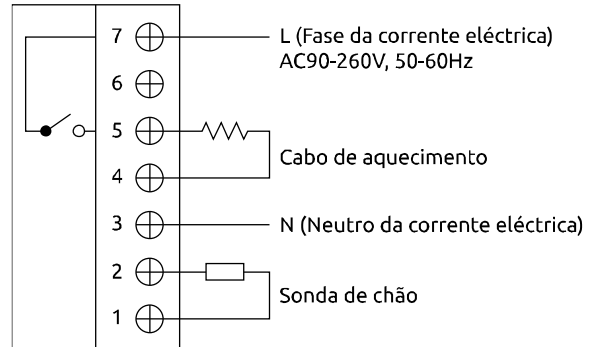 7 L (Fase da corrente eléctrica)
AC90-260V, 50-60Hz
6
5
Cabo de aquecimento
4
3 N (Neutro da corrente eléctrica)
2
Sonda de chão
1